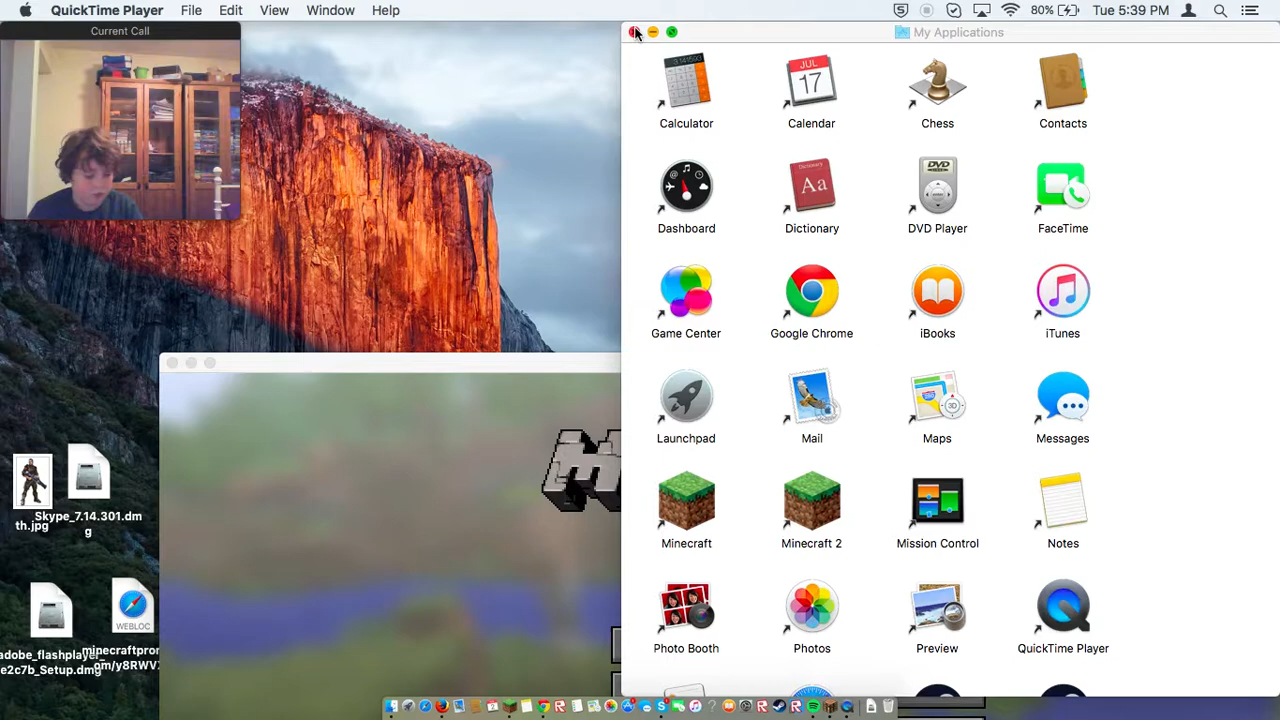 QuickTime Player File Edit View Window Help 80% Tue 5:39 PM
Current Call
My Applications
Calculator Calendar Chess Contacts
Dashboard Dictionary DVD Player FaceTime
Game Center Google Chrome iBooks iTunes
Launchpad Mail Maps Messages
Minecraft Minecraft 2 Mission Control Notes
Photo Booth Photos Preview QuickTime Player
JUL
17
Dictionary
Aa
DVD
3D
th.jpg
Skype_7.14.301.dm
g
WEBLOC
adobe_flashplayer
e2c7b_Setup.dmg
minecraftpro
om/y8RWV